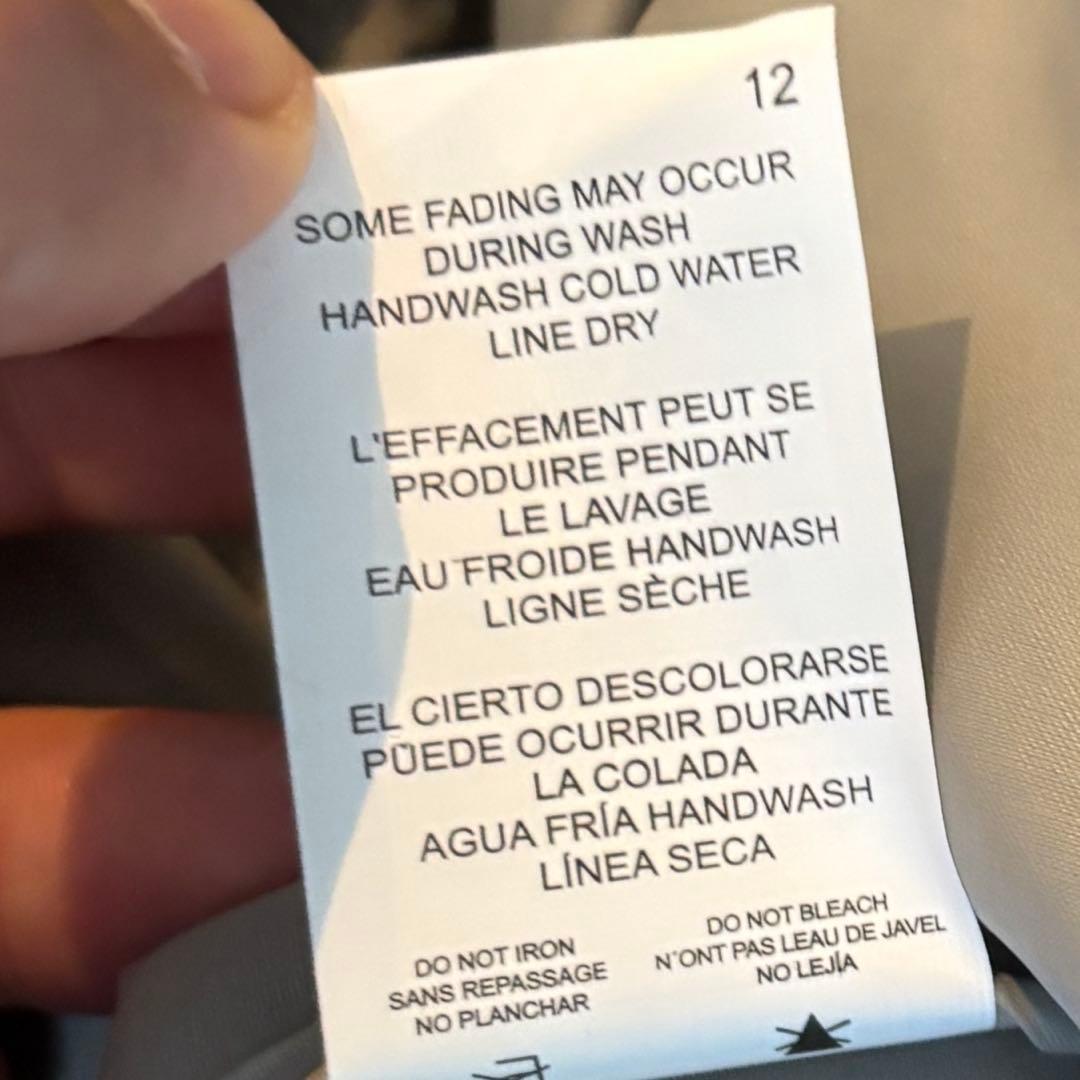 12
SOME FADING MAY OCCUR
DURING WASH
HANDWASH COLD WATER
LINE DRY
L'EFFACEMENT PEUT SE
PRODUIRE PENDANT
LE LAVAGE
EAU FROIDE HANDWASH
LIGNE SÈCHE
EL CIERTO DESCOLORARSE
PUEDE OCURRIR DURANTE
LA COLADA
AGUA FRÍA HANDWASH
LÍNEA SECA
DO NOT IRON
SANS REPASSAGE
NO PLANCHAR
DO NOT BLEACH
N'ONT PAS LEAU DE JAVEL
NO LEJÍA